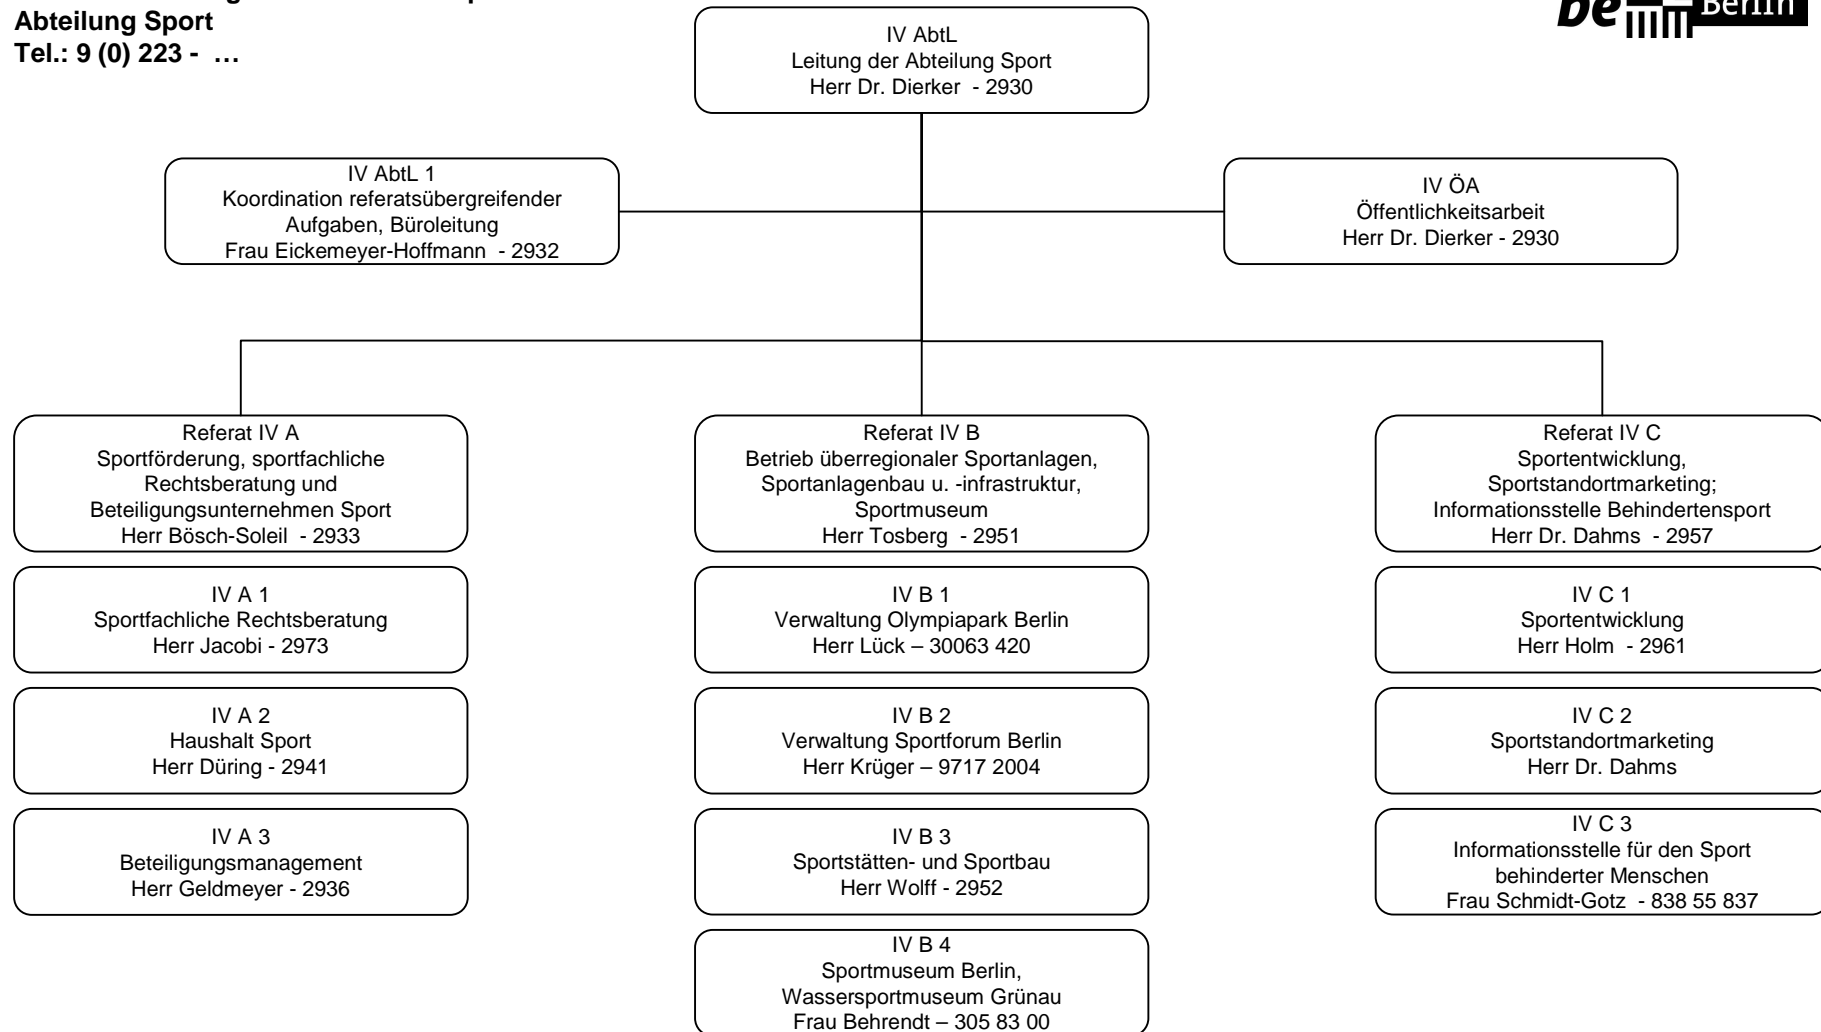 Abteilung Sport
Tel.: 9 (0) 223 - …
be Berlin
IV AbtL
Leitung der Abteilung Sport
Herr Dr. Dierker - 2930
IV AbtL 1
Koordination referatsübergreifender
Aufgaben, Büroleitung
Frau Eickemeyer-Hoffmann - 2932
IV ÖA
Öffentlichkeitsarbeit
Herr Dr. Dierker - 2930
Referat IV A
Sportförderung, sportfachliche
Rechtsberatung und
Beteiligungsunternehmen Sport
Herr Bösch-Soleil - 2933
IV A 1
Sportfachliche Rechtsberatung
Herr Jacobi - 2973
IV A 2
Haushalt Sport
Herr Düring - 2941
IV A 3
Beteiligungsmanagement
Herr Geldmeyer - 2936
Referat IV B
Betrieb überregionaler Sportanlagen,
Sportanlagenbau u. -infrastruktur,
Sportmuseum
Herr Tosberg - 2951
IV B 1
Verwaltung Olympiapark Berlin
Herr Lück – 30063 420
IV B 2
Verwaltung Sportforum Berlin
Herr Krüger – 9717 2004
IV B 3
Sportstätten- und Sportbau
Herr Wolff - 2952
IV B 4
Sportmuseum Berlin,
Wassersportmuseum Grünau
Frau Behrendt – 305 83 00
Referat IV C
Sportentwicklung,
Sportstandortmarketing;
Informationsstelle Behindertensport
Herr Dr. Dahms - 2957
IV C 1
Sportentwicklung
Herr Holm - 2961
IV C 2
Sportstandortmarketing
Herr Dr. Dahms
IV C 3
Informationsstelle für den Sport
behinderter Menschen
Frau Schmidt-Gotz - 838 55 837